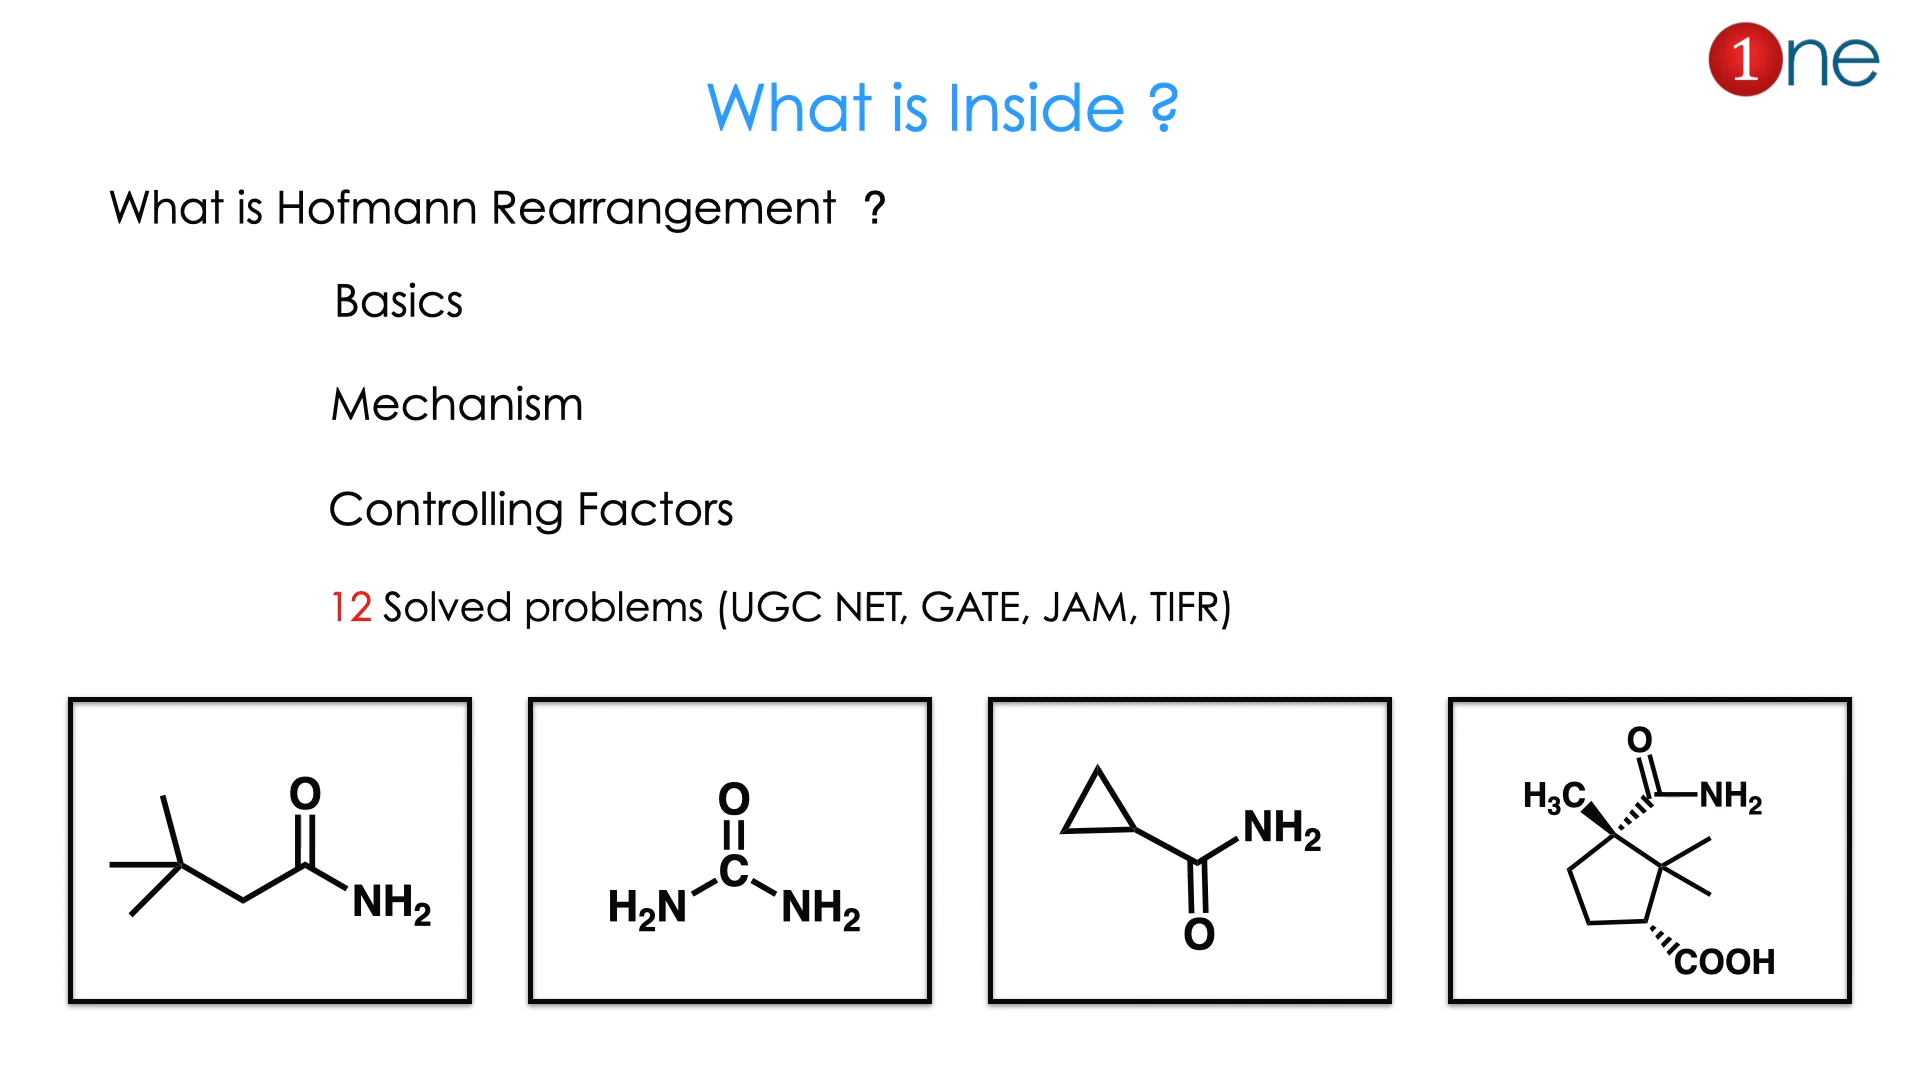 1ne
What is Inside ?
What is Hofmann Rearrangement ?
Basics
Mechanism
Controlling Factors
12 Solved problems (UGC NET, GATE, JAM, TIFR)
O
NH₂
O
C
H₂N NH₂
NH₂
O
O
H₃C NH₂
COOH